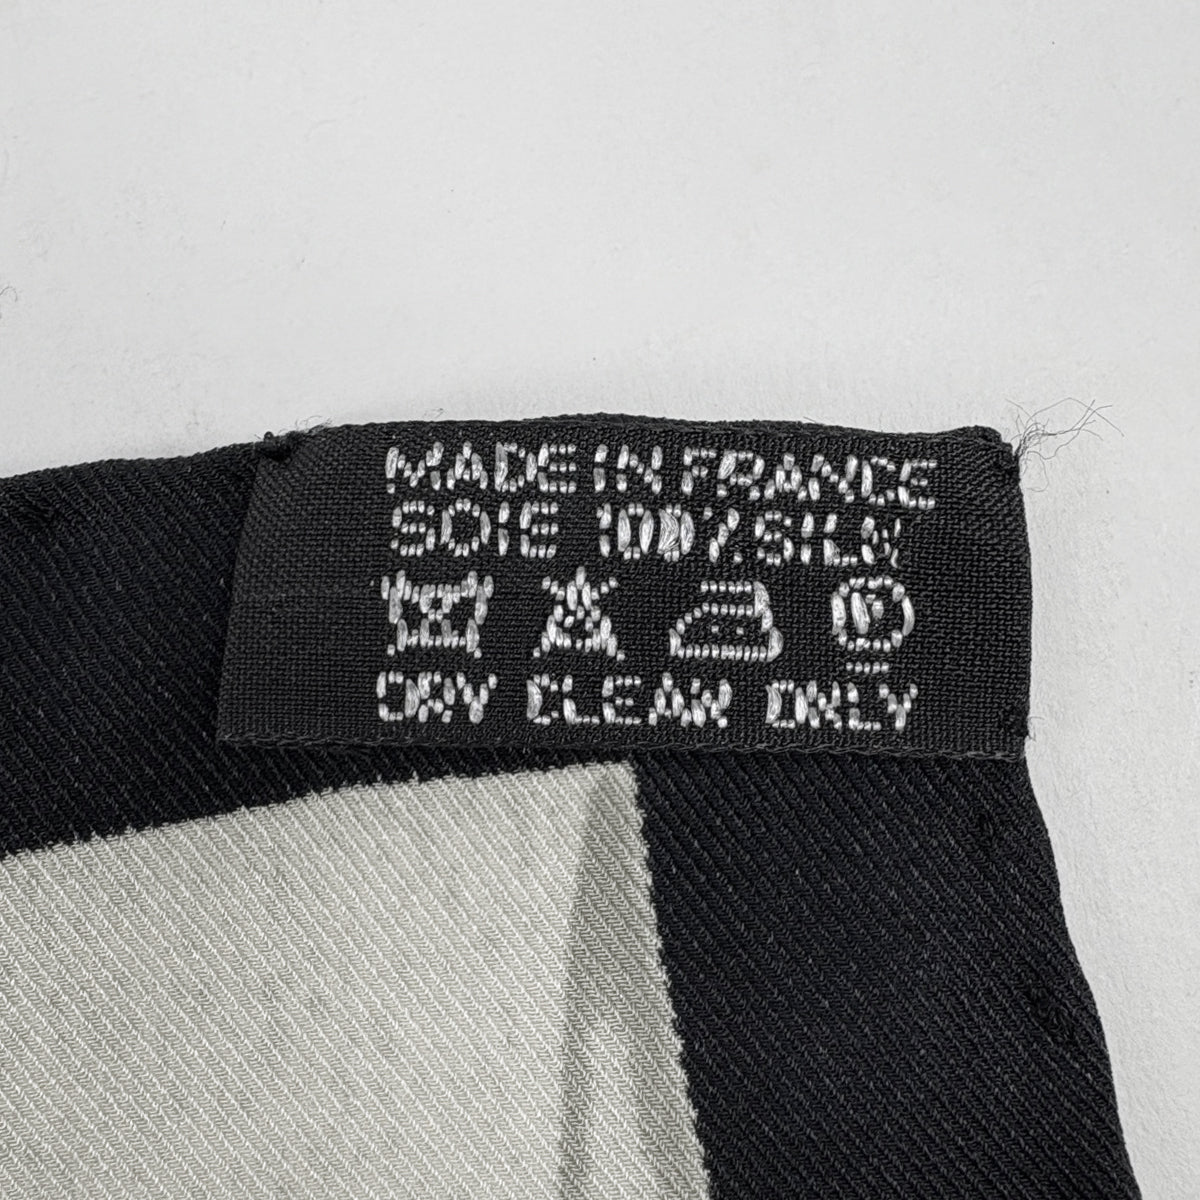 MADE IN FRANCE
SOIE 100% SILK
P
DRY CLEAN ONLY